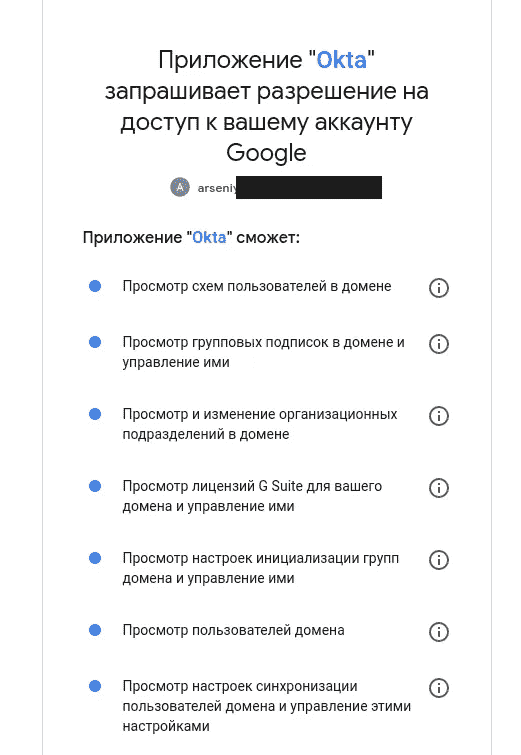 Приложение "Okta"
запрашивает разрешение на
доступ к вашему аккаунту
Google
A arseniy
Приложение "Okta" сможет:
Просмотр схем пользователей в домене
Просмотр групповых подписок в домене и
управление ими
Просмотр и изменение организационных
подразделений в домене
Просмотр лицензий G Suite для вашего
домена и управление ими
Просмотр настроек инициализации групп
домена и управление ими
Просмотр пользователей домена
Просмотр настроек синхронизации
пользователей домена и управление этими
настройками